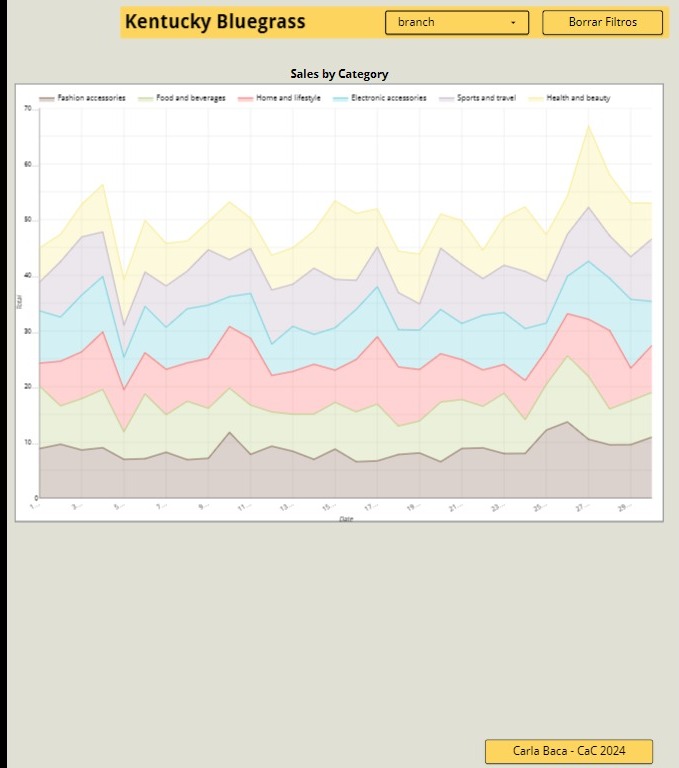 Kentucky Bluegrass
branch
Borrar Filtros
Sales by Category
Fashion accessories Food and beverages Home and lifestyle Electronic accessories Sports and travel Health and beauty
70
60
50
40
30
20
10
0
Total
1... 3... 5... 7... 9... 11... 13... 15... 17... 19... 21... 23... 25... 27... 29...
Date
Carla Baca - CaC 2024